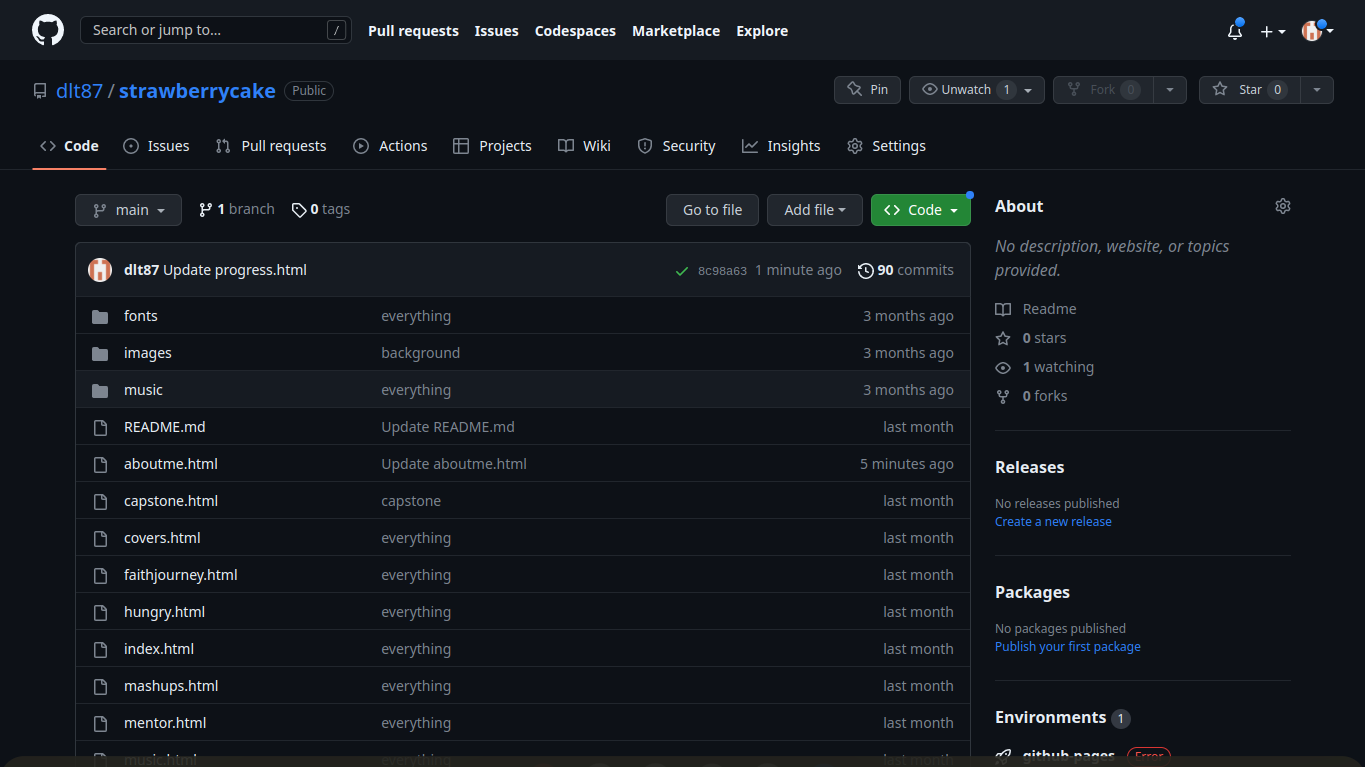 Search or jump to... /
Pull requests Issues Codespaces Marketplace Explore
dlt87 / strawberrycake Public
Pin Unwatch 1 Fork 0 Star 0
Code Issues Pull requests Actions Projects Wiki Security Insights Settings
main 1 branch 0 tags Go to file Add file Code
dlt87 Update progress.html 8c98a63 1 minute ago 90 commits
fonts everything 3 months ago
images background 3 months ago
music everything 3 months ago
README.md Update README.md last month
aboutme.html Update aboutme.html 5 minutes ago
capstone.html capstone last month
covers.html everything last month
faithjourney.html everything last month
hungry.html everything last month
index.html everything last month
mashups.html everything last month
mentor.html everything last month
music.html everything last month
About
No description, website, or topics
provided.
Readme
0 stars
1 watching
0 forks
Releases
No releases published
Create a new release
Packages
No packages published
Publish your first package
Environments 1
github-pages Error